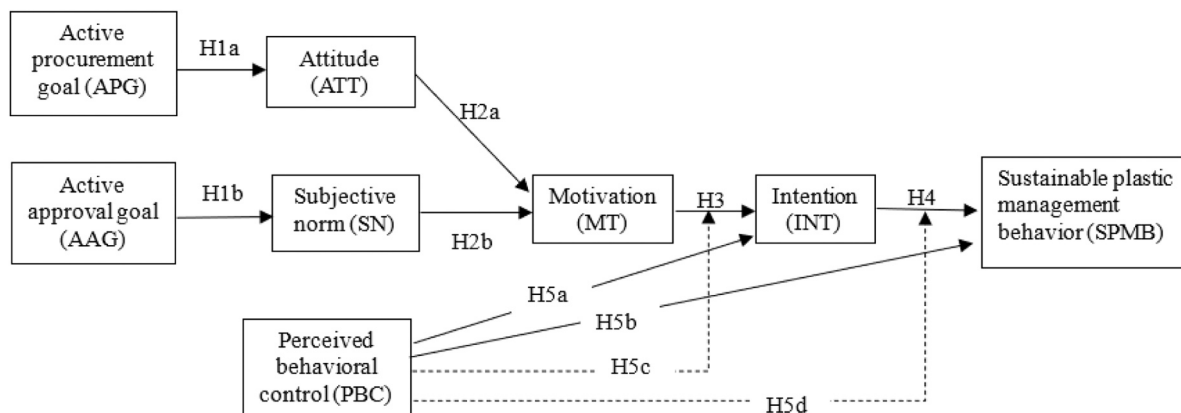 Active
procurement
goal (APG)
H1a
Attitude
(ATT)
H2a
Active
approval goal
(AAG)
H1b
Subjective
norm (SN)
H2b
Motivation
(MT)
H3
Intention
(INT)
H4
Sustainable plastic
management
behavior (SPMB)
H5a
H5b
Perceived
behavioral
control (PBC)
H5c
H5d